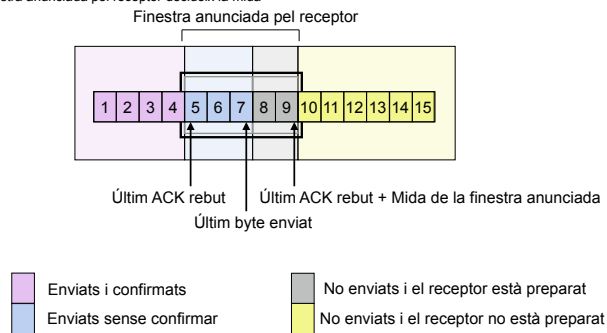 Finestra anunciada pel receptor
1 2 3 4 5 6 7 8 9 10 11 12 13 14 15
Últim ACK rebut
Últim ACK rebut + Mida de la finestra anunciada
Últim byte enviat
Enviats i confirmats
No enviats i el receptor està preparat
Enviats sense confirmar
No enviats i el receptor no està preparat